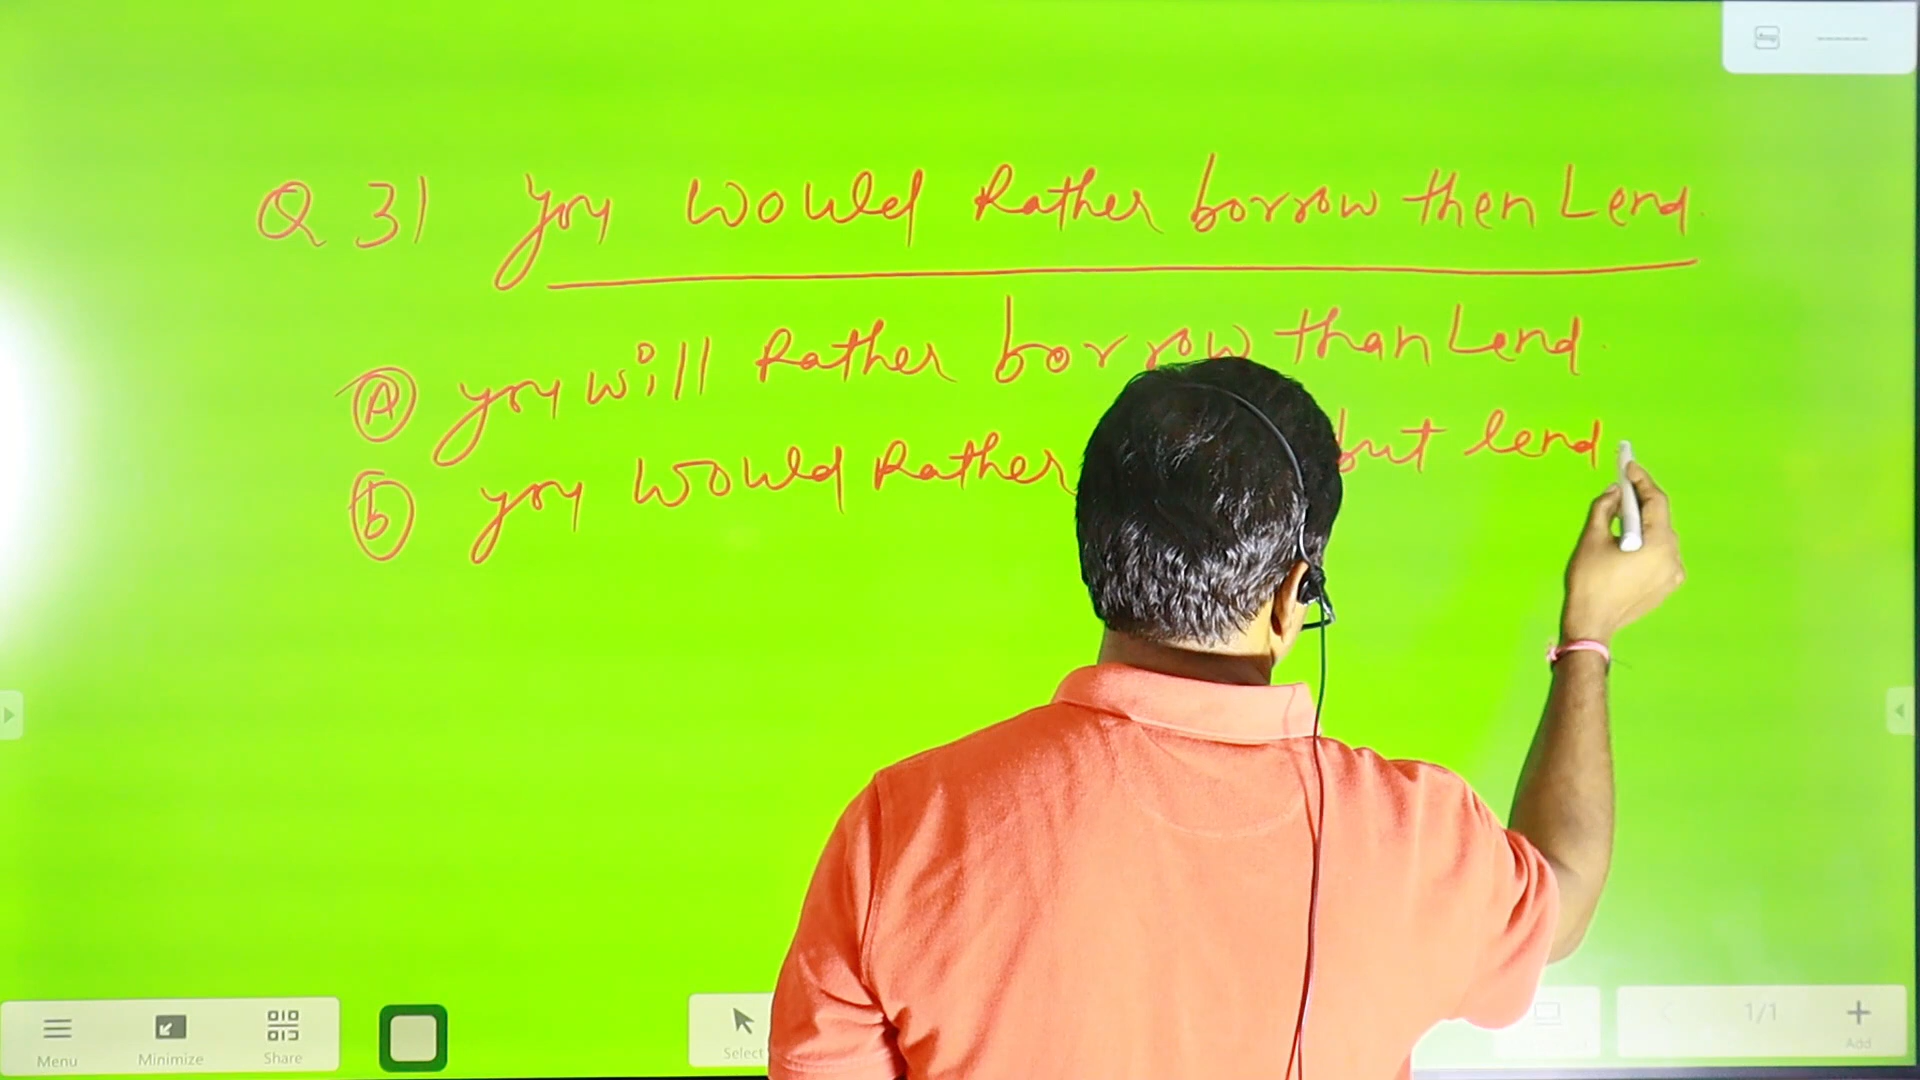 Q 31 you would Rather borrow then Lend.
(A) you will Rather borrow than Lend.
(b) you would Rather but lend
Menu Minimize Share Select 1/1 Add